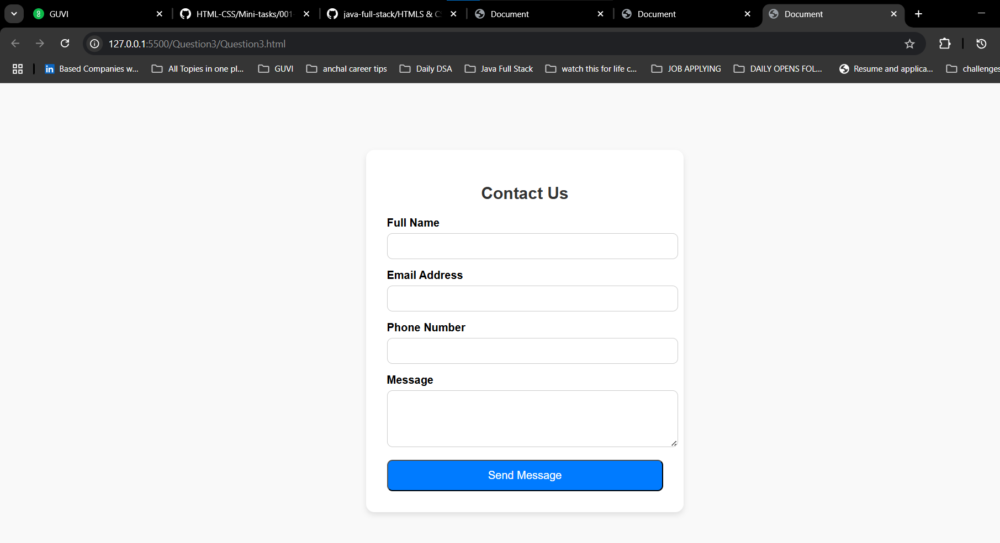 GUVI
HTML-CSS/Mini-tasks/001-
java-full-stack/HTMLS & CS
Document
Document
Document
127.0.0.1:5500/Question3/Question3.html
Based Companies w...
All Topies in one pl...
GUVI
anchal career tips
Daily DSA
Java Full Stack
watch this for life c...
JOB APPLYING
DAILY OPENS FOL...
Resume and applica...
challenges
Contact Us
Full Name
Email Address
Phone Number
Message
Send Message